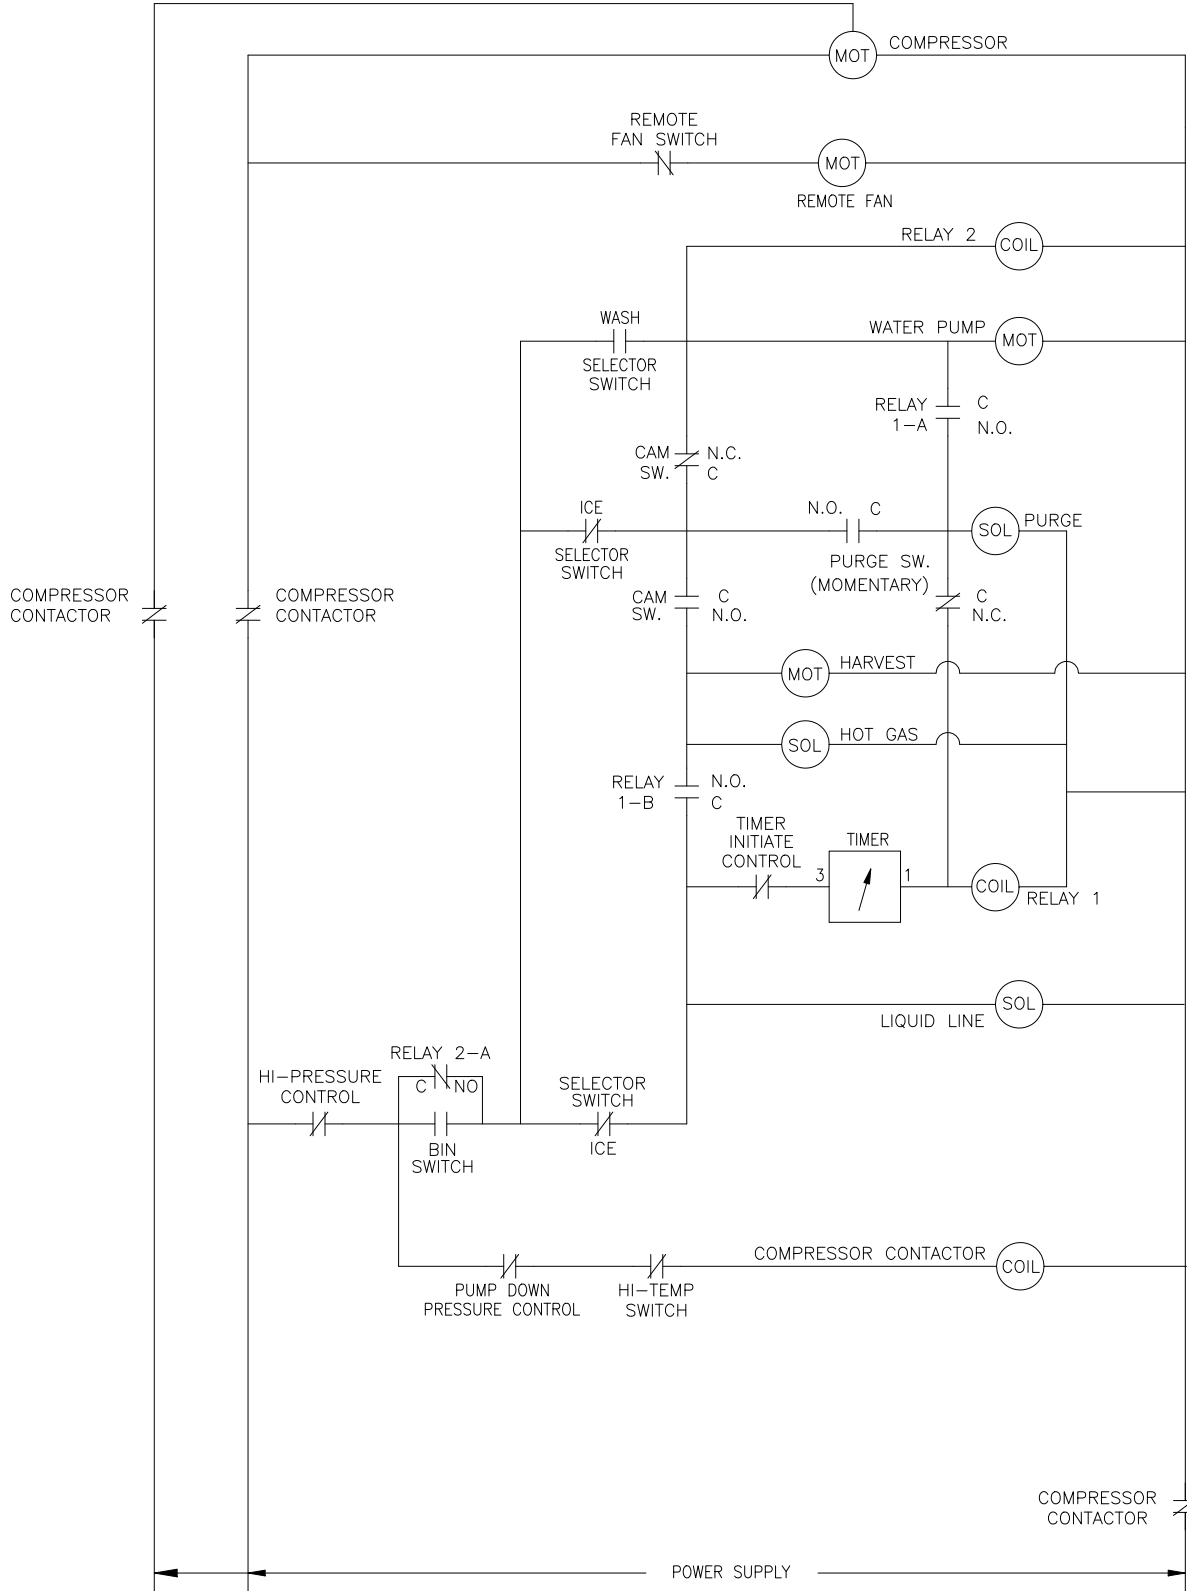 MOT
COMPRESSOR
REMOTE
FAN SWITCH
MOT
REMOTE FAN
RELAY 2
COIL
WASH
SELECTOR
SWITCH
WATER PUMP
MOT
RELAY
1-A
C
N.O.
CAM
SW.
N.C.
C
ICE
SELECTOR
SWITCH
N.O.
C
PURGE SW.
(MOMENTARY)
SOL
PURGE
COMPRESSOR
CONTACTOR
COMPRESSOR
CONTACTOR
CAM
SW.
C
N.O.
C
N.C.
MOT
HARVEST
SOL
HOT GAS
RELAY
1-B
N.O.
C
TIMER
INITIATE
CONTROL
TIMER
3
1
COIL
RELAY 1
SOL
LIQUID LINE
RELAY 2-A
C
NO
HI-PRESSURE
CONTROL
BIN
SWITCH
SELECTOR
SWITCH
ICE
COMPRESSOR CONTACTOR
COIL
PUMP DOWN
PRESSURE CONTROL
HI-TEMP
SWITCH
COMPRESSOR
CONTACTOR
POWER SUPPLY